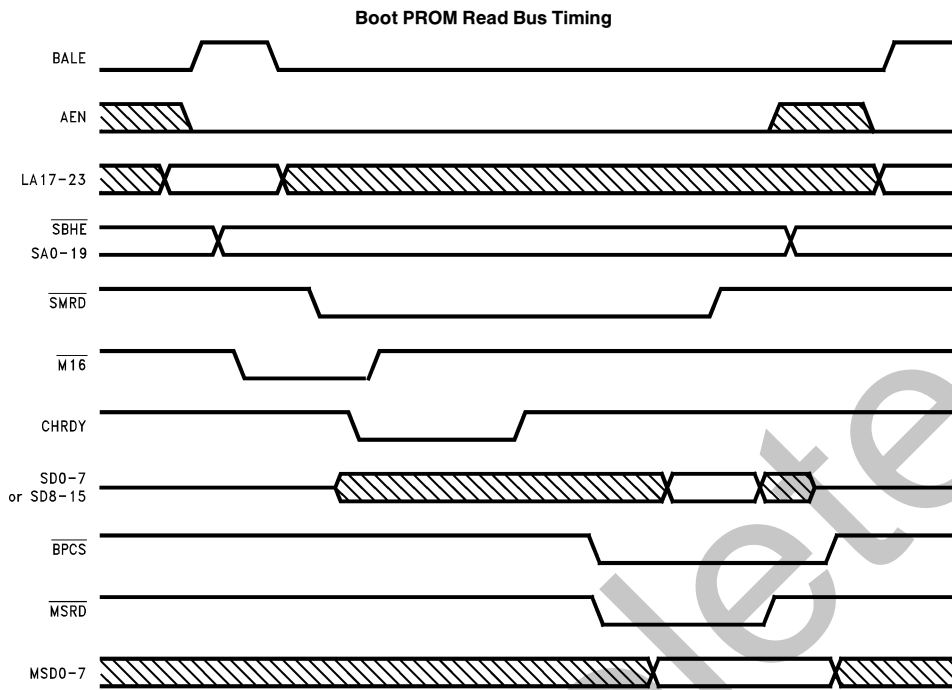 Boot PROM Read Bus Timing
BALE
AEN
LA17-23
SBHE
SA0-19
SMRD
M16
CHRDY
SD0-7
or SD8-15
BPCS
MSRD
MSD0-7
lete